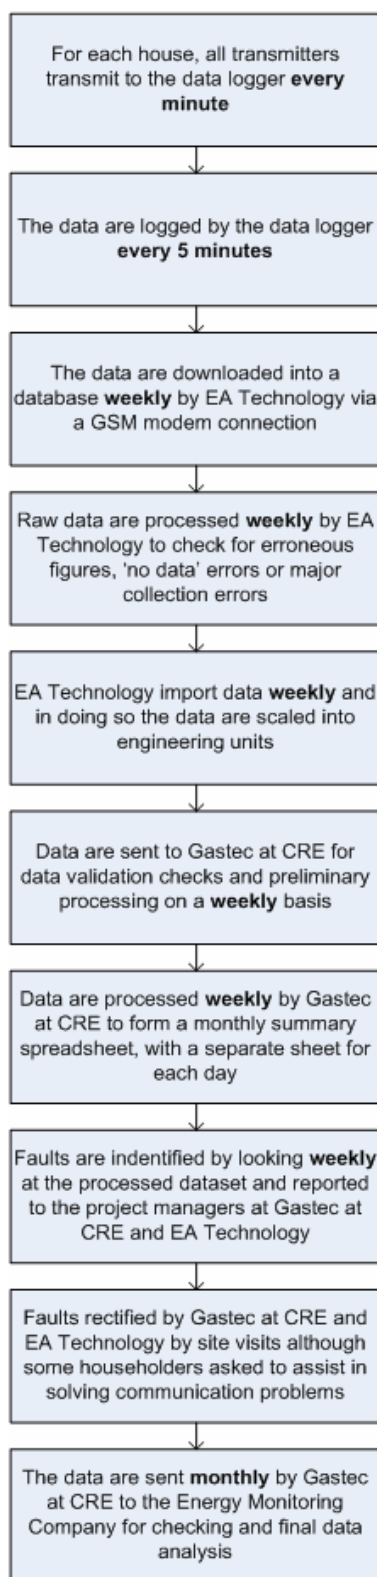 For each house, all transmitters
transmit to the data logger every
minute
The data are logged by the data logger
every 5 minutes
The data are downloaded into a
database weekly by EA Technology via
a GSM modem connection
Raw data are processed weekly by EA
Technology to check for erroneous
figures, 'no data' errors or major
collection errors
EA Technology import data weekly and
in doing so the data are scaled into
engineering units
Data are sent to Gastec at CRE for
data validation checks and preliminary
processing on a weekly basis
Data are processed weekly by Gastec
at CRE to form a monthly summary
spreadsheet, with a separate sheet for
each day
Faults are indentified by looking weekly
at the processed dataset and reported
to the project managers at Gastec at
CRE and EA Technology
Faults rectified by Gastec at CRE and
EA Technology by site visits although
some householders asked to assist in
solving communication problems
The data are sent monthly by Gastec
at CRE to the Energy Monitoring
Company for checking and final data
analysis